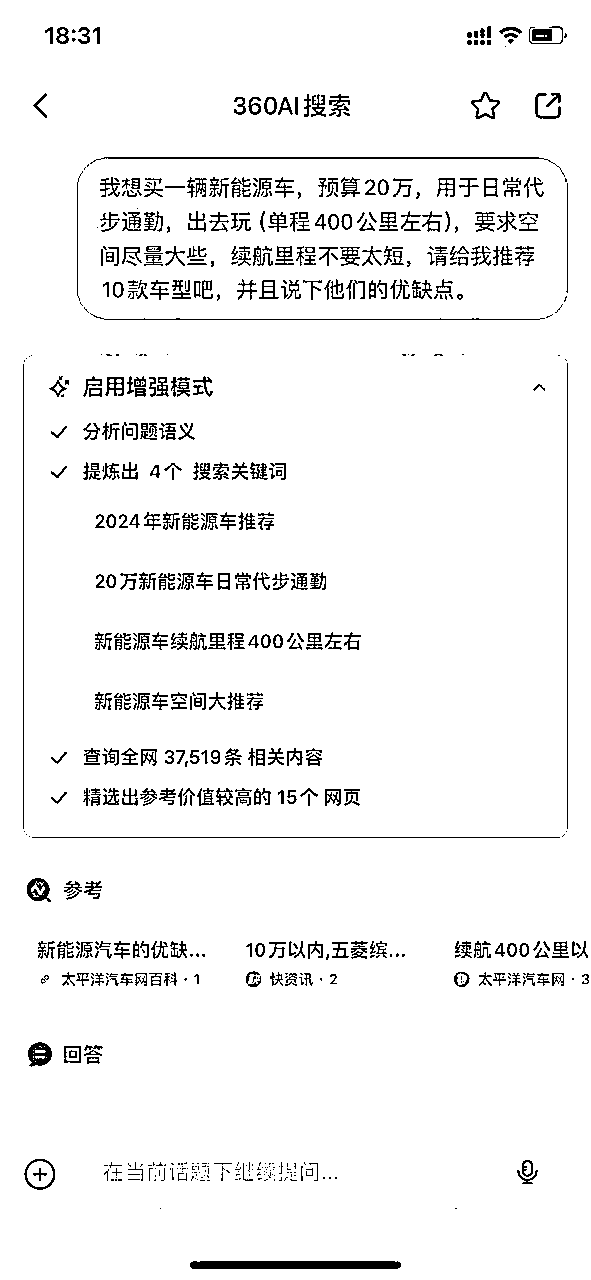 18:31
360AI搜索
我想买一辆新能源车，预算20万，用于日常代
步通勤，出去玩 (单程400公里左右)，要求空
间尽量大些，续航里程不要太短，请给我推荐
10款车型吧，并且说下他们的优缺点。
启用增强模式
分析问题语义
提炼出 4个 搜索关键词
2024年新能源车推荐
20万新能源车日常代步通勤
新能源车续航里程400公里左右
新能源车空间大推荐
查询全网 37,519条 相关内容
精选出参考价值较高的 15个 网页
参考
新能源汽车的优缺... 10万以内,五菱缤... 续航400公里以
太平洋汽车网百科 · 1 快资讯 · 2 太平洋汽车网 · 3
回答
在当前话题下继续提问...